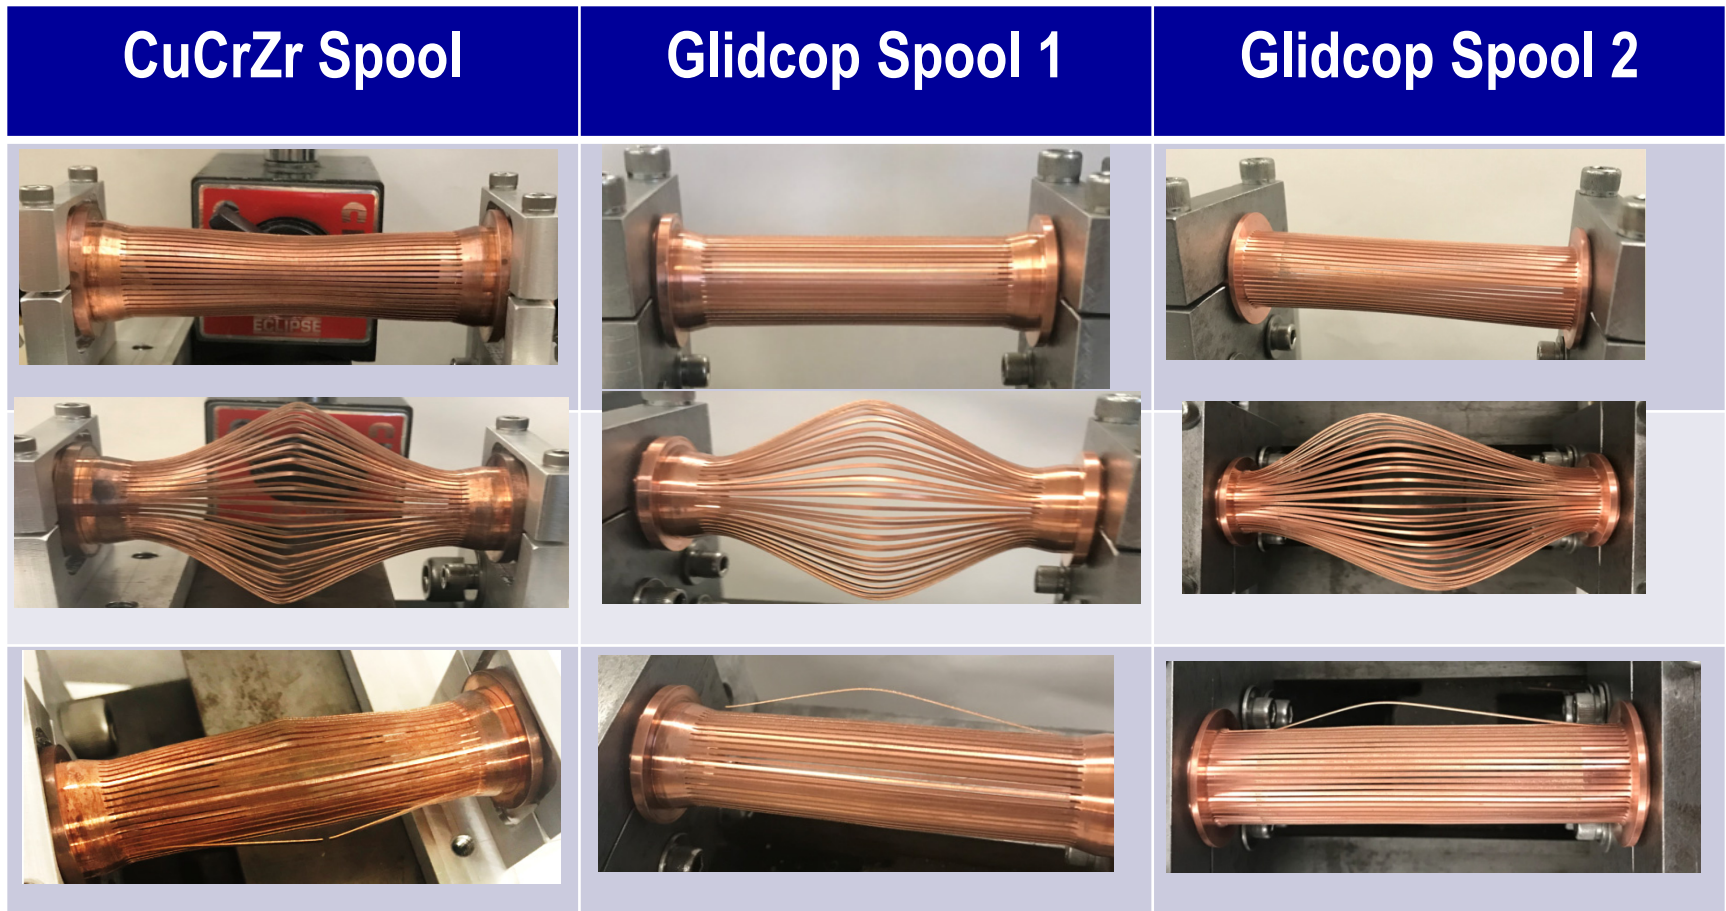 CuCrZr Spool
Glidcop Spool 1
Glidcop Spool 2
ECLIPSE